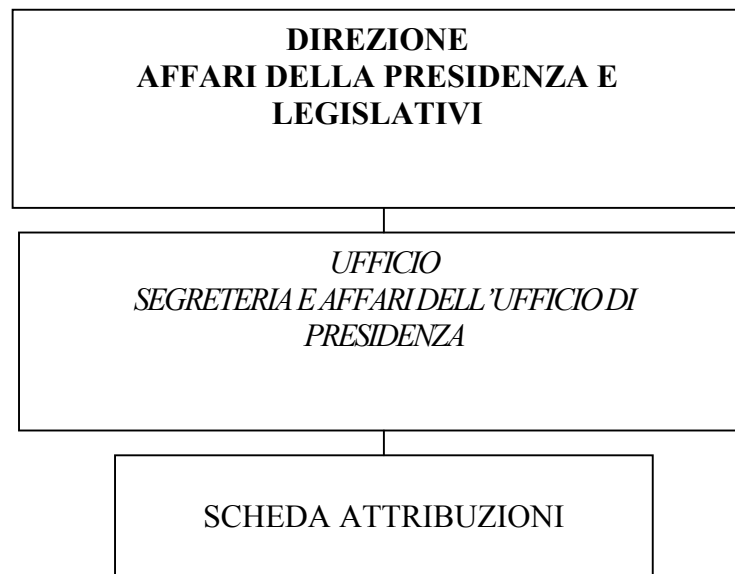 DIREZIONE
AFFARI DELLA PRESIDENZA E
LEGISLATIVI
UFFICIO
SEGRETERIA E AFFARI DELL’UFFICIO DI
PRESIDENZA
SCHEDA ATTRIBUZIONI